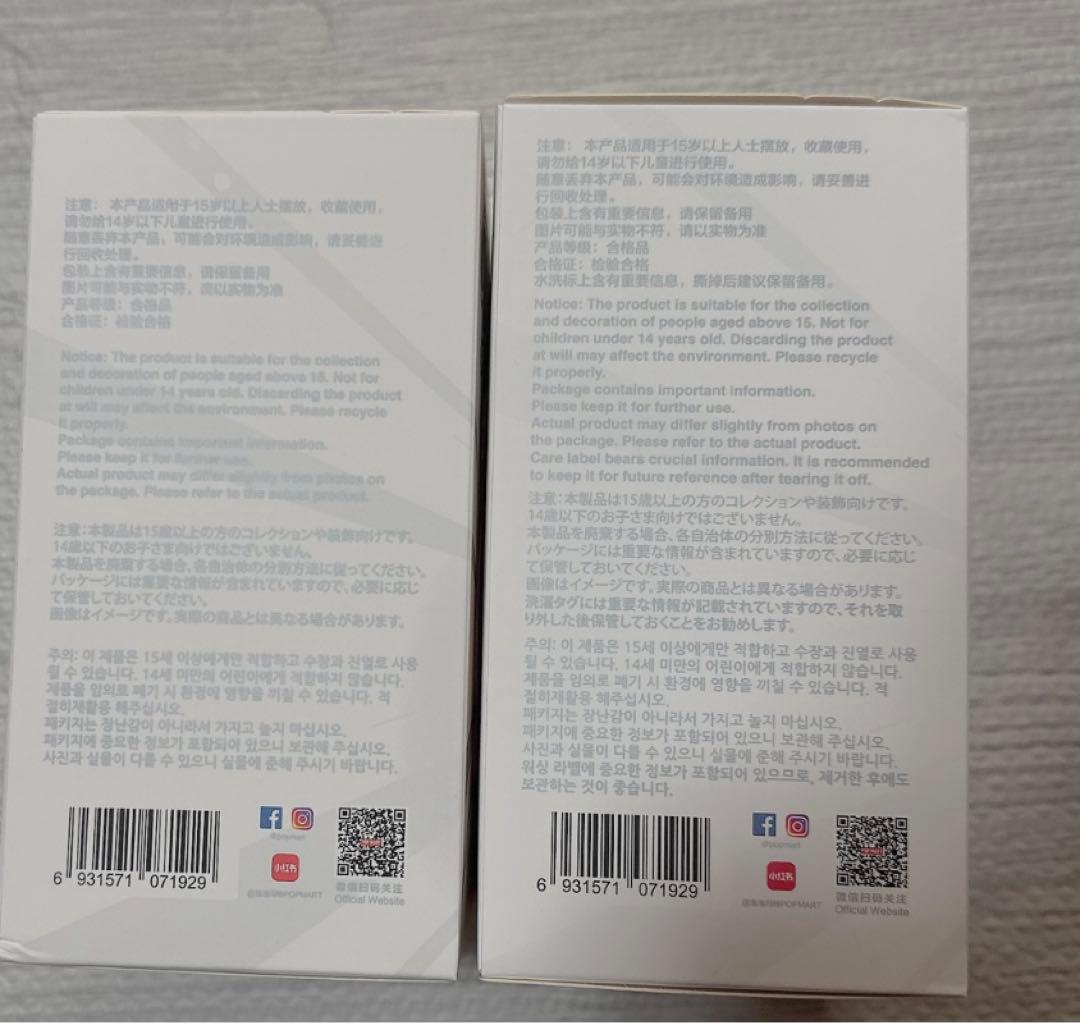 注意： 本产品适用于15岁以上人士摆放，收藏使用，
请勿给14岁以下儿童进行使用。
随意丢弃本产品，可能会对环境造成影响，请妥善进
行回收处理。
包装上含有重要信息，请保留备用
图片可能与实物不符，请以实物为准
产品等级：合格品
合格证：检验合格
Notice: The product is suitable for the collection
and decoration of people aged above 15. Not for
children under 14 years old. Discarding the product
at will may affect the environment. Please recycle
it properly.
Package contains important information.
Please keep it for further use.
Actual product may differ slightly from photos on
the package. Please refer to the actual product.
注意：本製品は15歳以上の方のコレクションや装飾向けです。
14歳以下のお子さま向けではございません。
本製品を廃棄する場合、各自治体の分別方法に従ってください。
パッケージには重要な情報が含まれていますので、必要に応じ
て保管しておいてください。
画像はイメージです。実際の商品とは異なる場合があります。
주의: 이 제품은 15세 이상에게만 적합하고 수장과 진열로 사용
될 수 있습니다. 14세 미만의 어린이에게 적합하지 않습니다.
제품을 임의로 폐기 시 환경에 영향을 끼칠 수 있습니다. 적
절히재활용 해주십시오.
패키지는 장난감이 아니라서 가지고 놀지 마십시오.
패키지에 중요한 정보가 포함되어 있으니 보관해 주십시오.
사진과 실물이 다를 수 있으니 실물에 준해 주시기 바랍니다.
6 931571 071929
@popmart
小红书
POP MART
@泡泡玛特POPMART
微信扫码关注
Official Website
注意： 本产品适用于15岁以上人士摆放，收藏使用，
请勿给14岁以下儿童进行使用。
随意丢弃本产品，可能会对环境造成影响，请妥善进
行回收处理。
包装上含有重要信息，请保留备用
图片可能与实物不符，请以实物为准
产品等级：合格品
合格证：检验合格
水洗标上含有重要信息，撕掉后建议保留备用。
Notice: The product is suitable for the collection
and decoration of people aged above 15. Not for
children under 14 years old. Discarding the product
at will may affect the environment. Please recycle
it properly.
Package contains important information.
Please keep it for further use.
Actual product may differ slightly from photos on
the package. Please refer to the actual product.
Care label bears crucial information. It is recommended
to keep it for future reference after tearing it off.
注意：本製品は15歳以上の方のコレクションや装飾向けです。
14歳以下のお子さま向けではございません。
本製品を廃棄する場合、各自治体の分別方法に従ってください。
パッケージには重要な情報が含まれていますので、必要に応じ
て保管しておいてください。
画像はイメージです。実際の商品とは異なる場合があります。
洗濯タグには重要な情報が記載されていますので、それを取
り外した後保管しておくことをお勧めします。
주의: 이 제품은 15세 이상에게만 적합하고 수장과 진열로 사용
될 수 있습니다. 14세 미만의 어린이에게 적합하지 않습니다.
제품을 임의로 폐기 시 환경에 영향을 끼칠 수 있습니다. 적
절히재활용 해주십시오.
패키지는 장난감이 아니라서 가지고 놀지 마십시오.
패키지에 중요한 정보가 포함되어 있으니 보관해 주십시오.
사진과 실물이 다를 수 있으니 실물에 준해 주시기 바랍니다.
워싱 라벨에 중요한 정보가 포함되어 있으므로, 제거한 후에도
보관하는 것이 좋습니다.
6 931571 071929
@popmart
小红书
POP MART
@泡泡玛特POPMART
微信扫码关注
Official Website